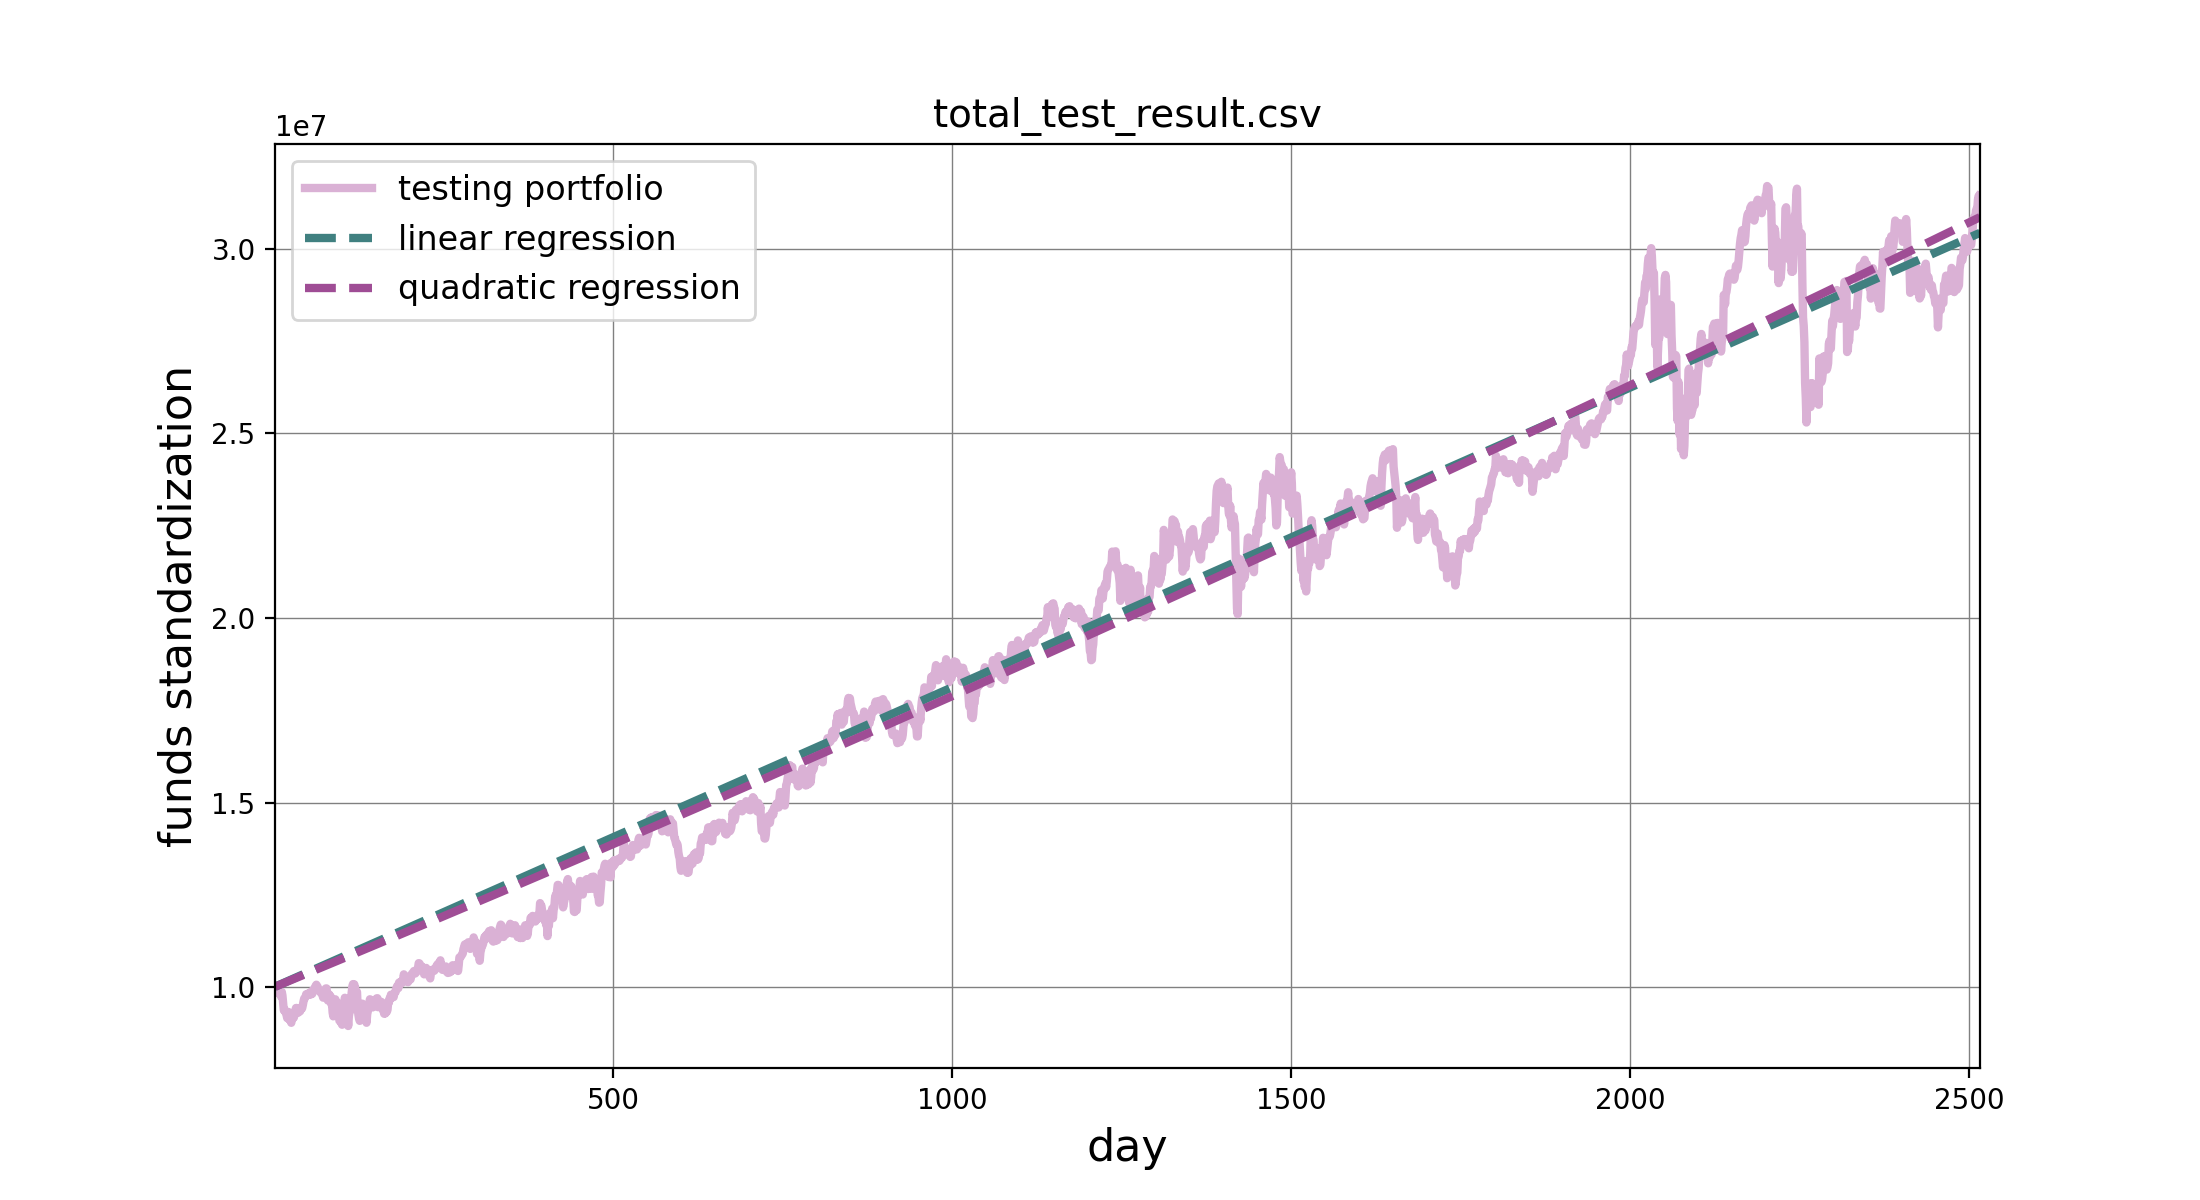 total_test_result.csv
1e7
testing portfolio
linear regression
quadratic regression
3.0
2.5
2.0
1.5
1.0
funds standardization
500 1000 1500 2000 2500
day